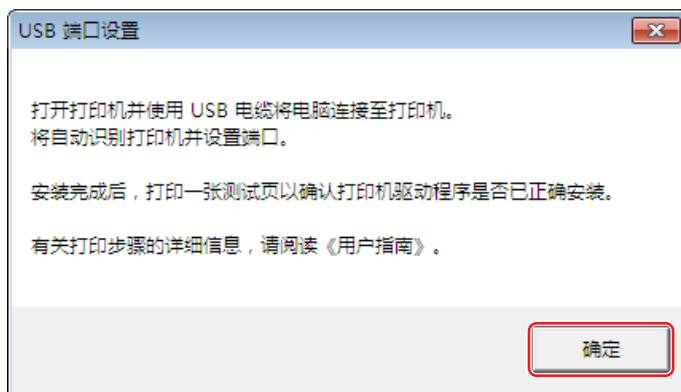 USB 端口设置
打开打印机并使用 USB 电缆将电脑连接至打印机。
将自动识别打印机并设置端口。
安装完成后，打印一张测试页以确认打印机驱动程序是否已正确安装。
有关打印步骤的详细信息，请阅读《用户指南》。
确定